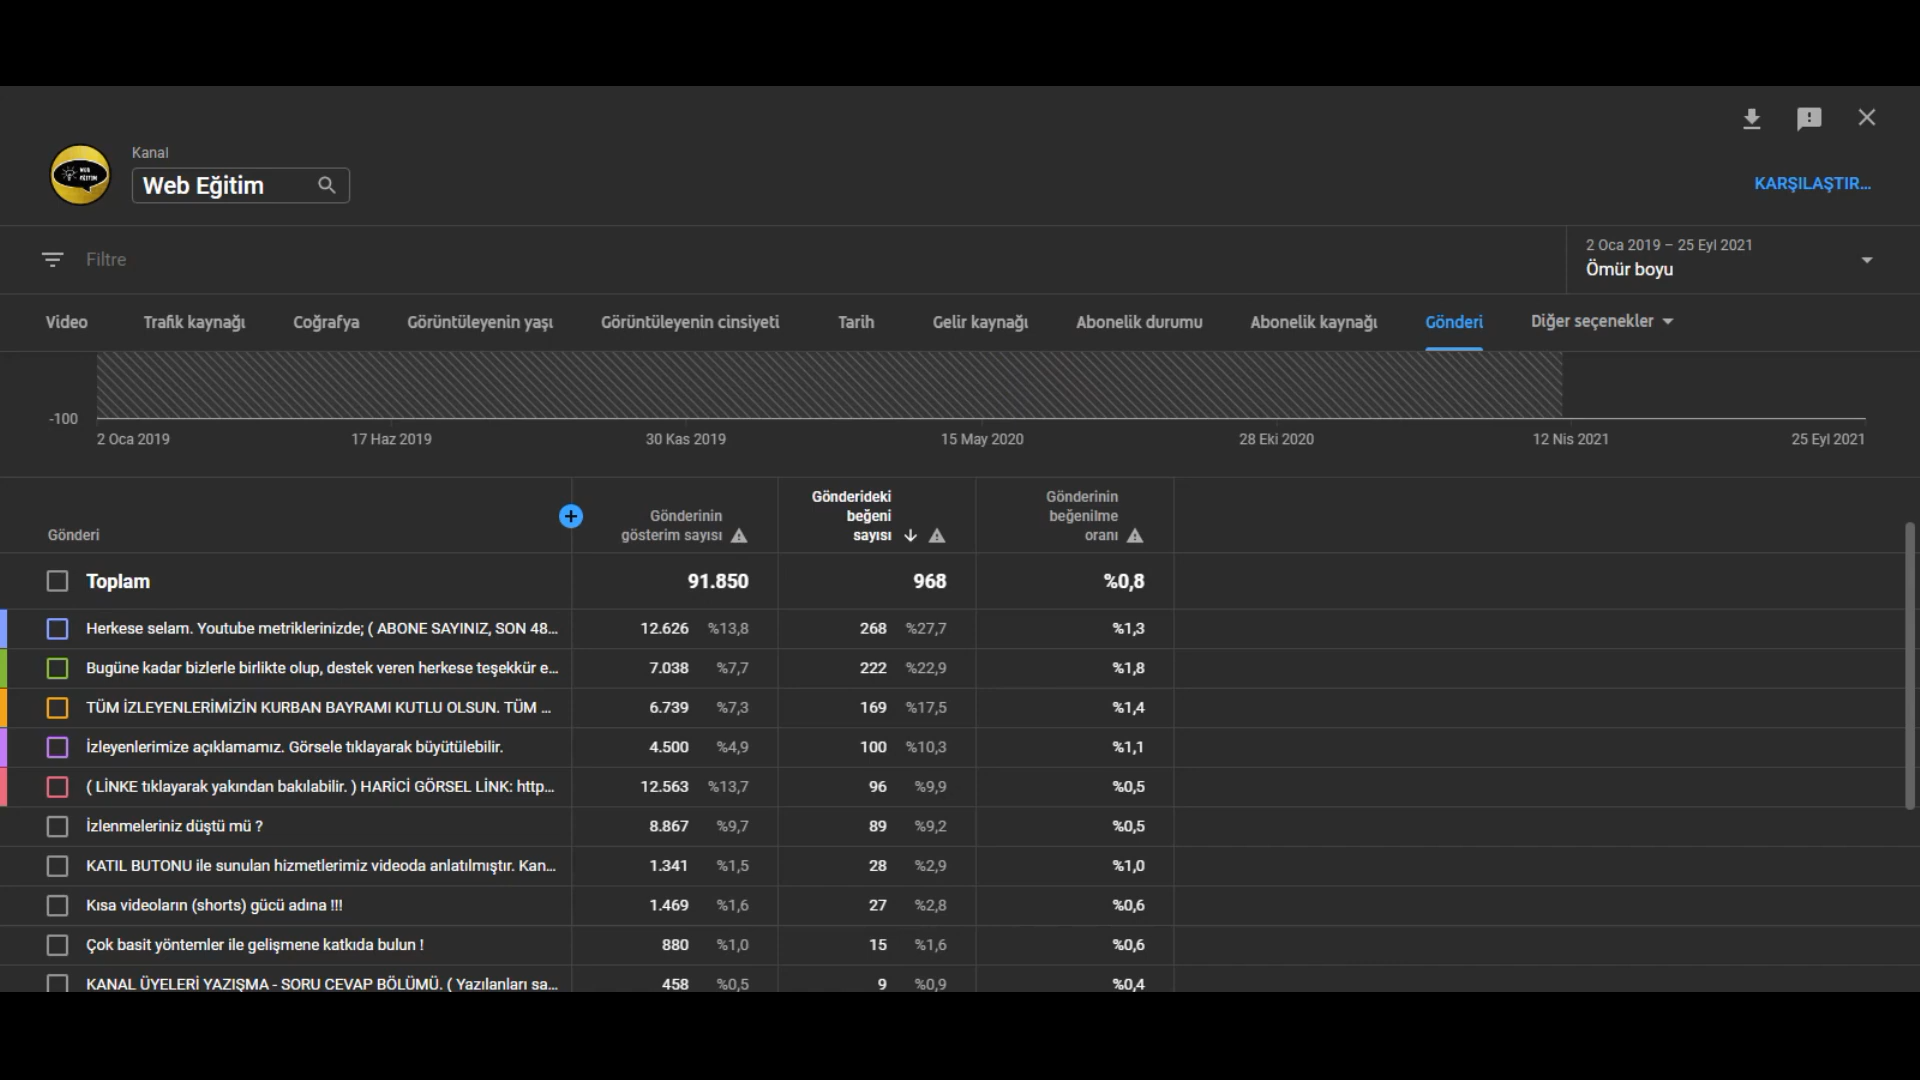 Kanal
WEB EĞİTİM
Web Eğitim
KARŞILAŞTIR...
Filtre
2 Oca 2019 – 25 Eyl 2021
Ömür boyu
Video Trafik kaynağı Coğrafya Görüntüleyenin yaşı Görüntüleyenin cinsiyeti Tarih Gelir kaynağı Abonelik durumu Abonelik kaynağı Gönderi Diğer seçenekler
-100
2 Oca 2019 17 Haz 2019 30 Kas 2019 15 May 2020 28 Eki 2020 12 Nis 2021 25 Eyl 2021
Gönderi
Gönderinin
gösterim sayısı
Gönderideki
beğeni
sayısı
Gönderinin
beğenilme
oranı
Toplam 91.850 968 %0,8
Herkese selam. Youtube metriklerinizde; ( ABONE SAYINIZ, SON 48... 12.626 %13,8 268 %27,7 %1,3
Bugüne kadar bizlerle birlikte olup, destek veren herkese teşekkür e... 7.038 %7,7 222 %22,9 %1,8
TÜM İZLEYENLERİMİZİN KURBAN BAYRAMI KUTLU OLSUN. TÜM ... 6.739 %7,3 169 %17,5 %1,4
İzleyenlerimize açıklamamız. Görsele tıklayarak büyütülebilir. 4.500 %4,9 100 %10,3 %1,1
( LİNKE tıklayarak yakından bakılabilir. ) HARİCİ GÖRSEL LİNK: http... 12.563 %13,7 96 %9,9 %0,5
İzlenmeleriniz düştü mü ? 8.867 %9,7 89 %9,2 %0,5
KATIL BUTONU ile sunulan hizmetlerimiz videoda anlatılmıştır. Kan... 1.341 %1,5 28 %2,9 %1,0
Kısa videoların (shorts) gücü adına !!! 1.469 %1,6 27 %2,8 %0,6
Çok basit yöntemler ile gelişmene katkıda bulun ! 880 %1,0 15 %1,6 %0,6
KANAL ÜYELERİ YAZIŞMA - SORU CEVAP BÖLÜMÜ. ( Yazılanları sa... 458 %0,5 9 %0,9 %0,4